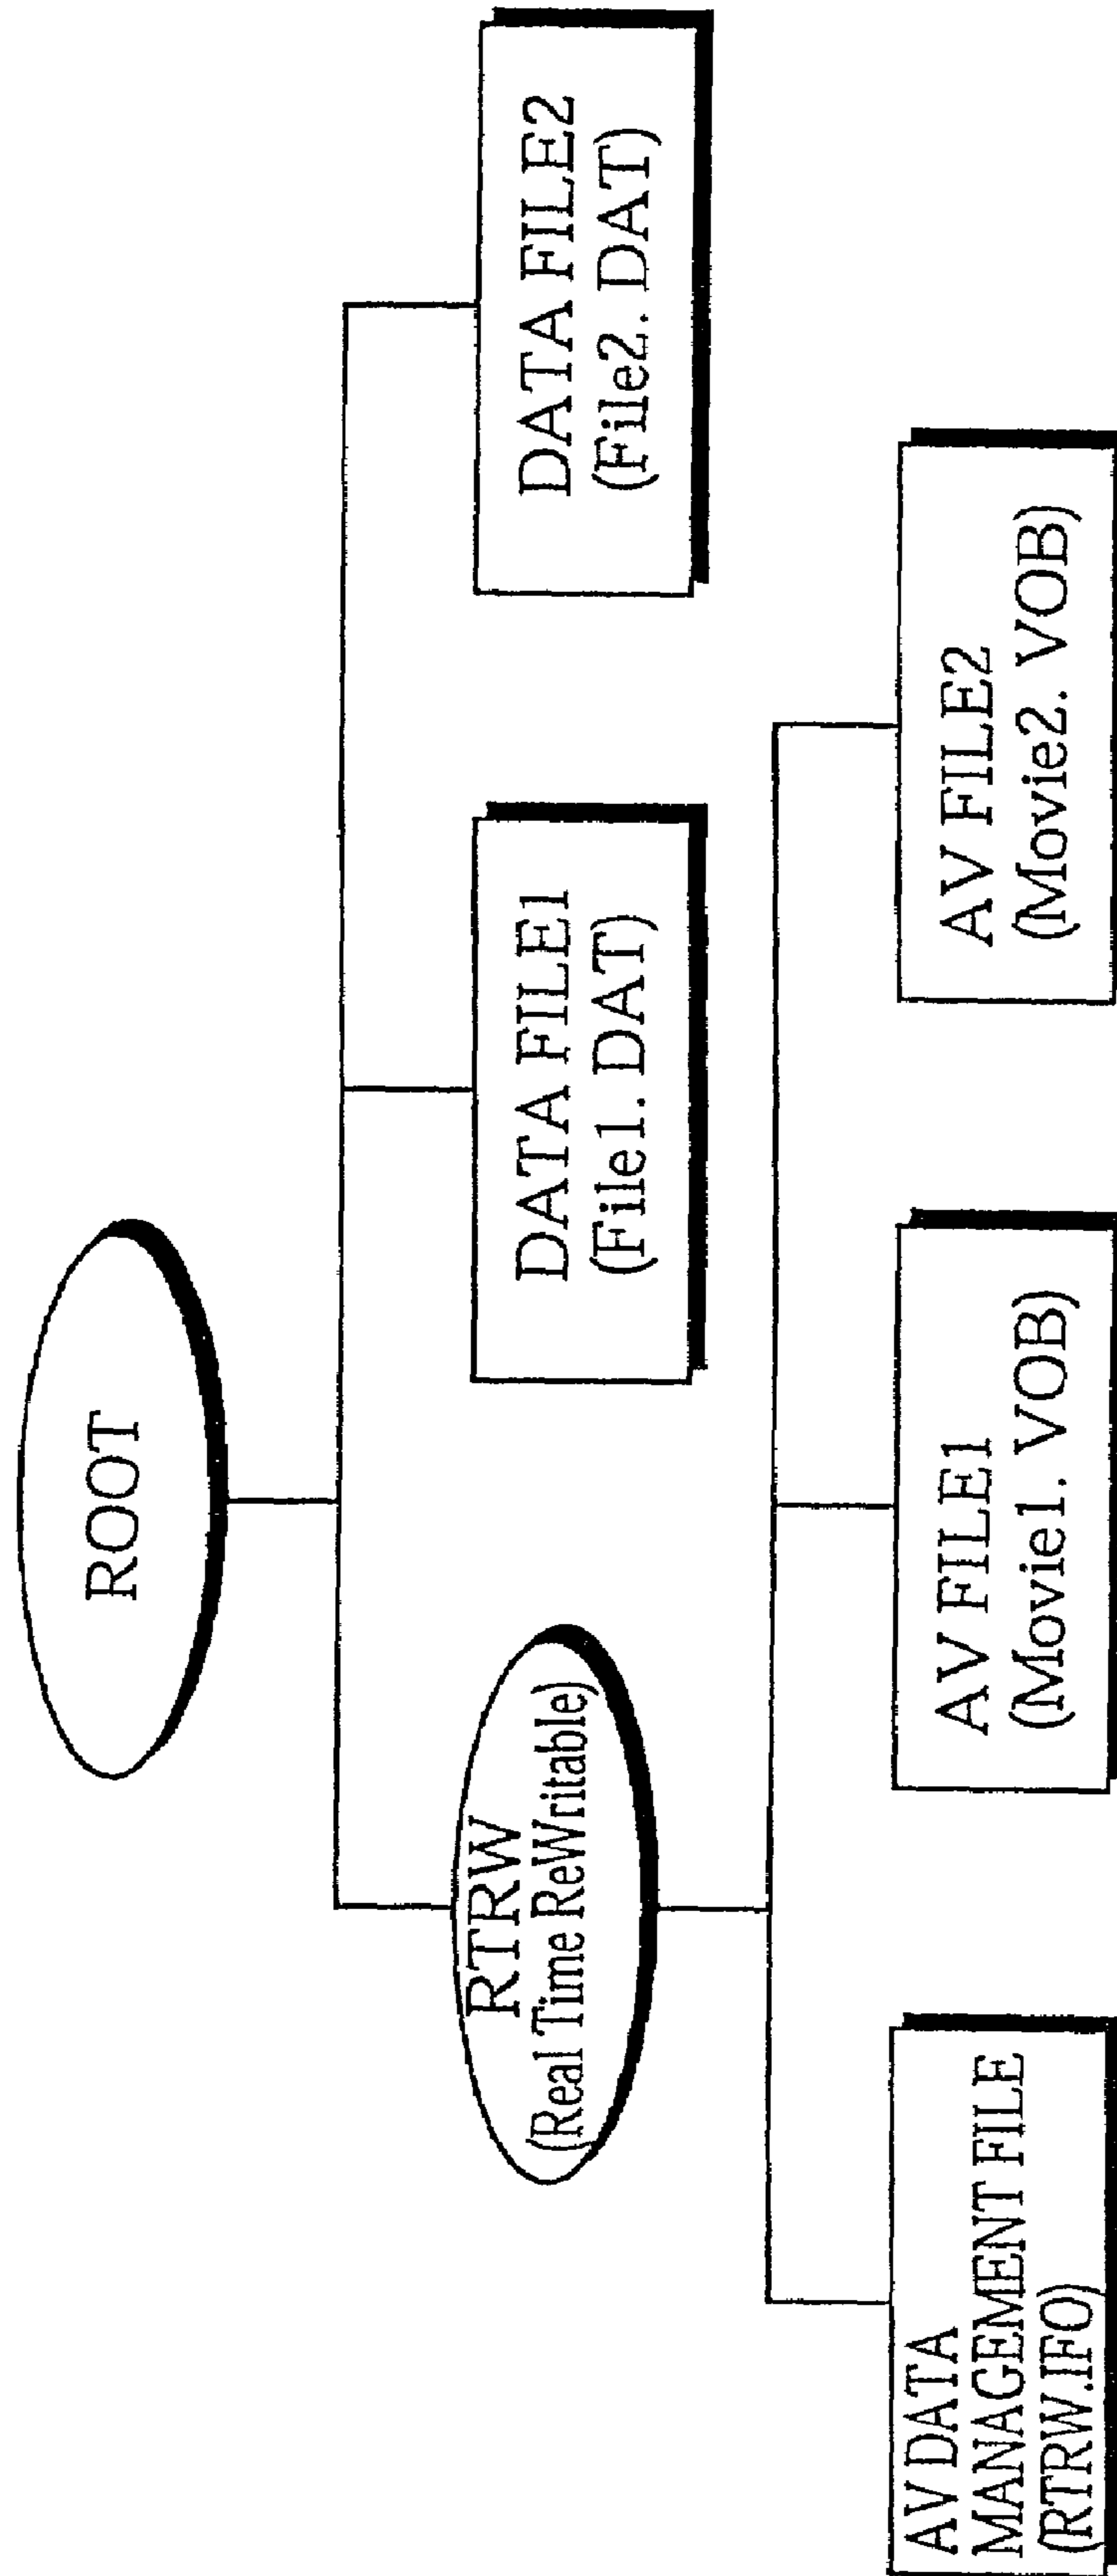 ROOT
RTRW
(Real Time ReWritable)
DATA FILE1
(File1. DAT)
DATA FILE2
(File2. DAT)
AV DATA
MANAGEMENT FILE
(RTRW.IFO)
AV FILE1
(Movie1. VOB)
AV FILE2
(Movie2. VOB)